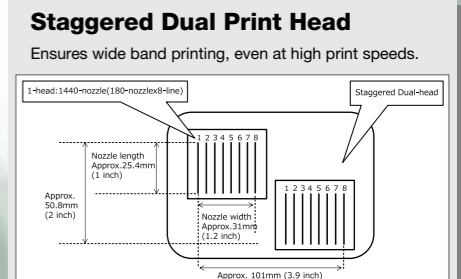 Staggered Dual Print Head
Ensures wide band printing, even at high print speeds.
1-head:1440-nozzle(180-nozzlex8-line)
Staggered Dual-head
1 2 3 4 5 6 7 8
Nozzle length
Approx.25.4mm
(1 inch)
Approx.
50.8mm
(2 inch)
1 2 3 4 5 6 7 8
Nozzle width
Approx.31mm
(1.2 inch)
Approx. 101mm (3.9 inch)